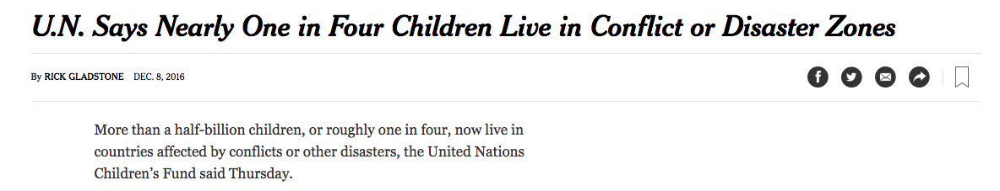 U.N. Says Nearly One in Four Children Live in Conflict or Disaster Zones
By RICK GLADSTONE DEC. 8, 2016
More than a half-billion children, or roughly one in four, now live in
countries affected by conflicts or other disasters, the United Nations
Children’s Fund said Thursday.